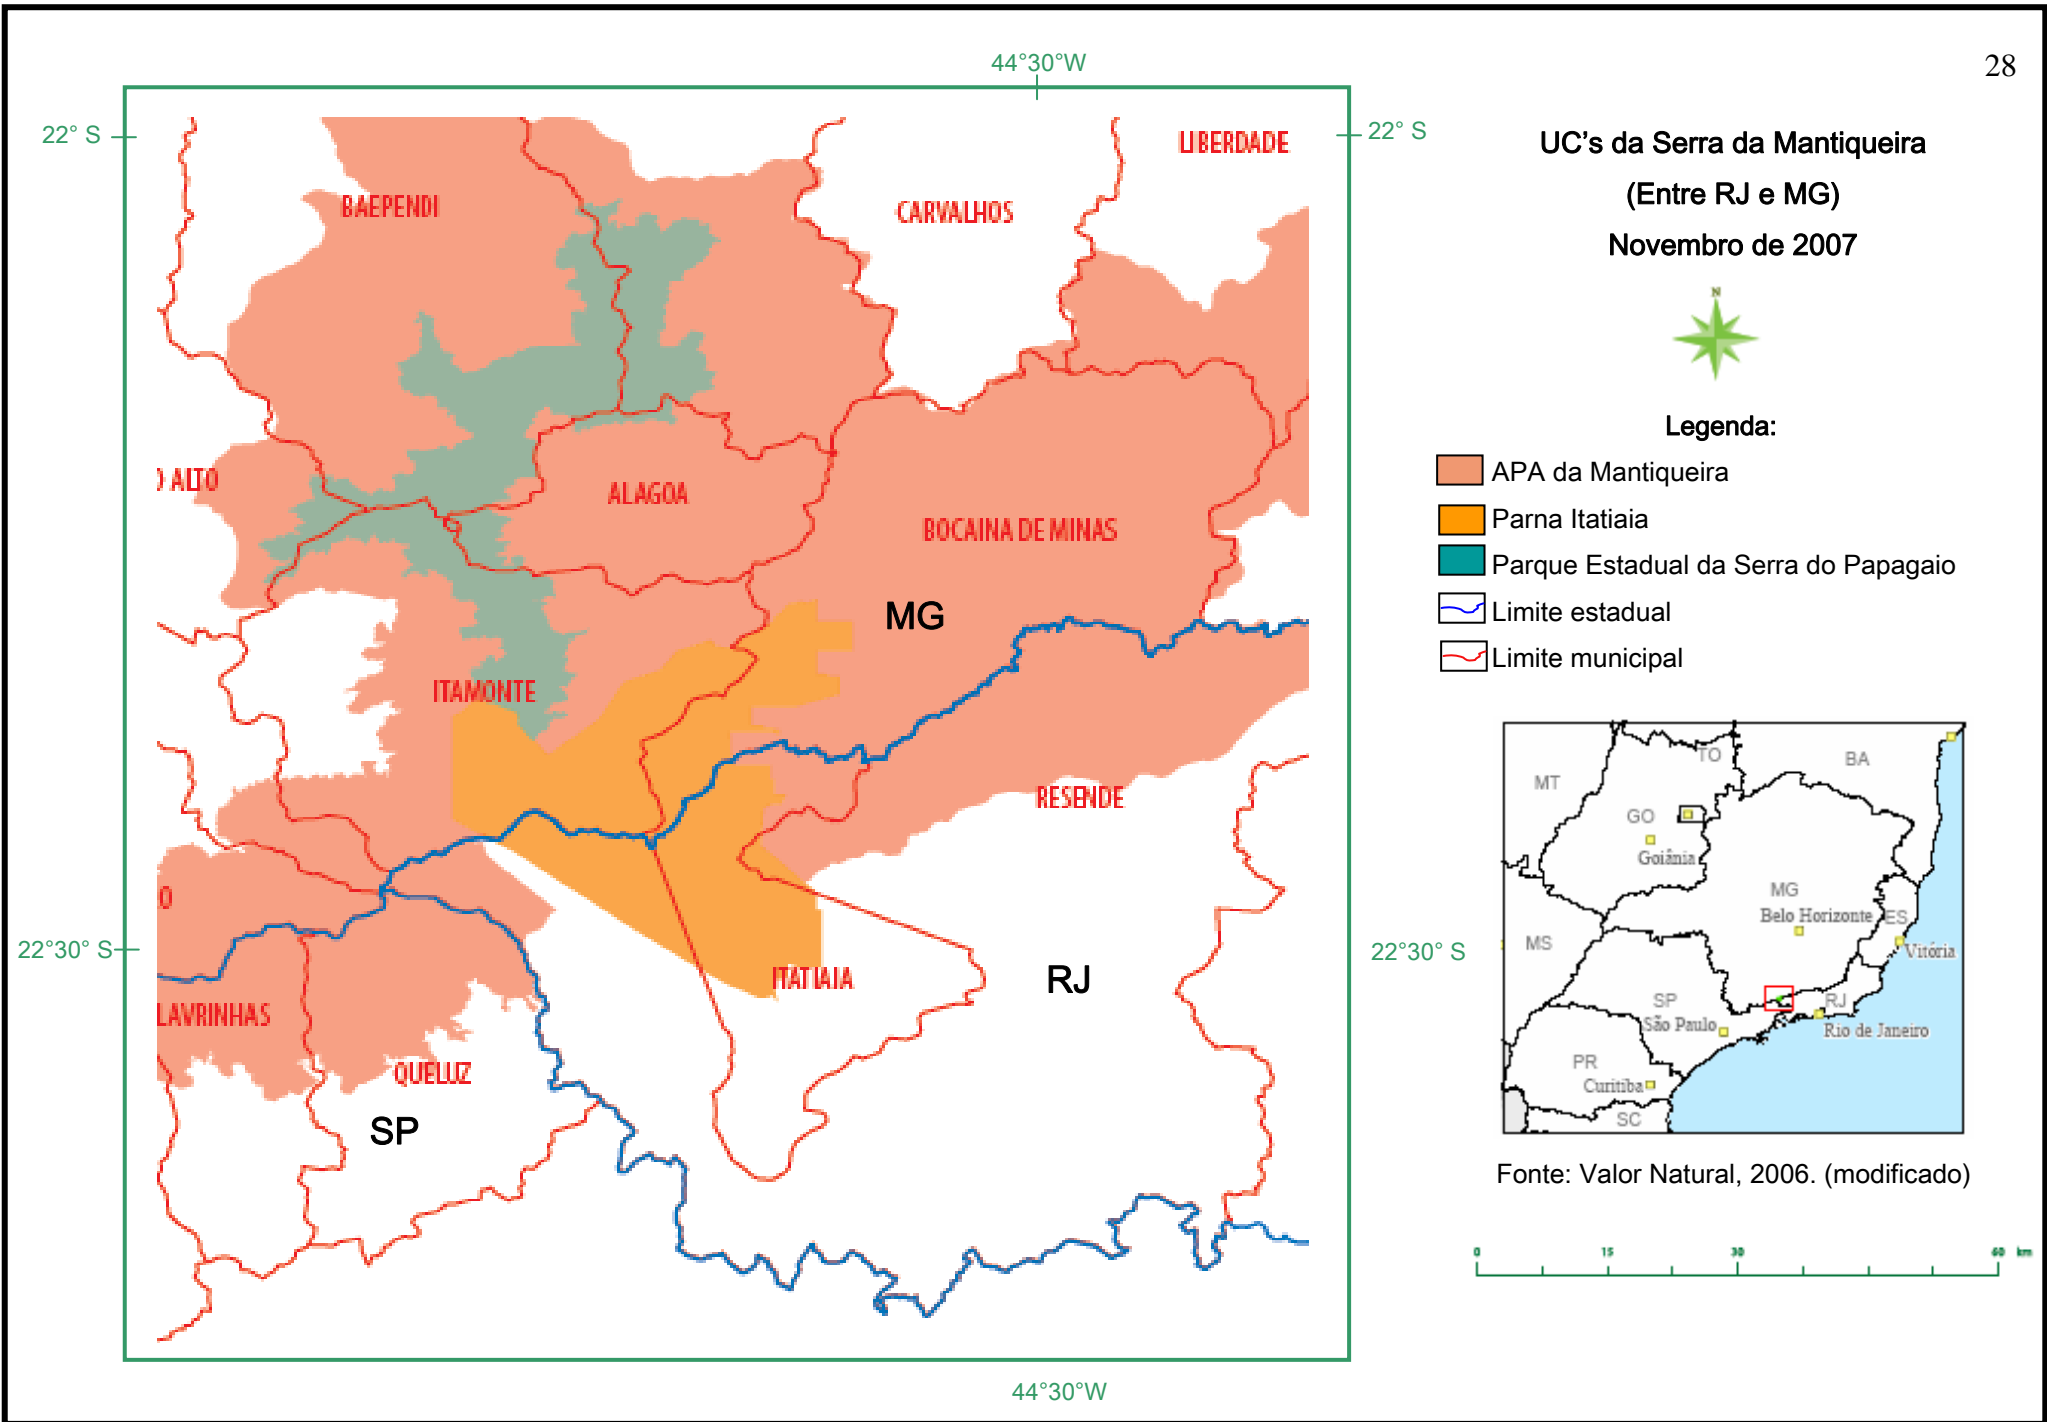 28
44°30°W
22° S
22° S
LIBERDADE
BAEPENDI
CARVALHOS
O ALTO
ALAGOA
BOCAINA DE MINAS
MG
ITAMONTE
RESENDE
O
22°30° S
22°30° S
ITATIAIA
RJ
LAVRINHAS
QUELUZ
SP
44°30°W
UC's da Serra da Mantiqueira
(Entre RJ e MG)
Novembro de 2007
N
Legenda:
APA da Mantiqueira
Parna Itatiaia
Parque Estadual da Serra do Papagaio
Limite estadual
Limite municipal
TO
BA
MT
GO
Goiânia
MG
Belo Horizonte
ES
MS
Vitória
SP
RJ
São Paulo
Rio de Janeiro
PR
Curitiba
SC
Fonte: Valor Natural, 2006. (modificado)
0 15 30 60 km